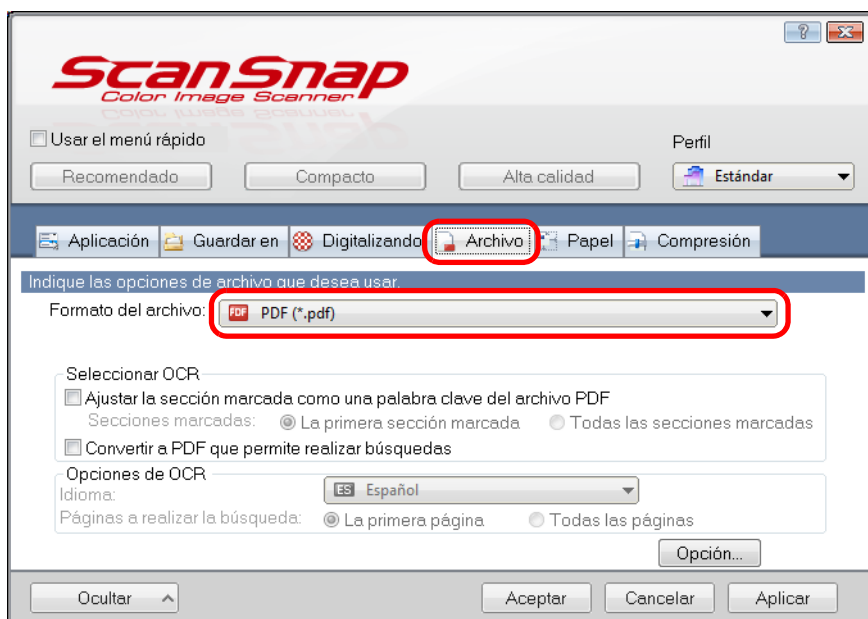 ScanSnap
Color Image Scanner
Usar el menú rápido
Perfil
Recomendado Compacto Alta calidad Estándar
Aplicación Guardar en Digitalizando Archivo Papel Compresión
Indique las opciones de archivo que desea usar.
Formato del archivo: PDF PDF (*.pdf)
Seleccionar OCR
Ajustar la sección marcada como una palabra clave del archivo PDF
Secciones marcadas: La primera sección marcada Todas las secciones marcadas
Convertir a PDF que permite realizar búsquedas
Opciones de OCR
Idioma: ES Español
Páginas a realizar la búsqueda: La primera página Todas las páginas
Opción...
Ocultar Aceptar Cancelar Aplicar